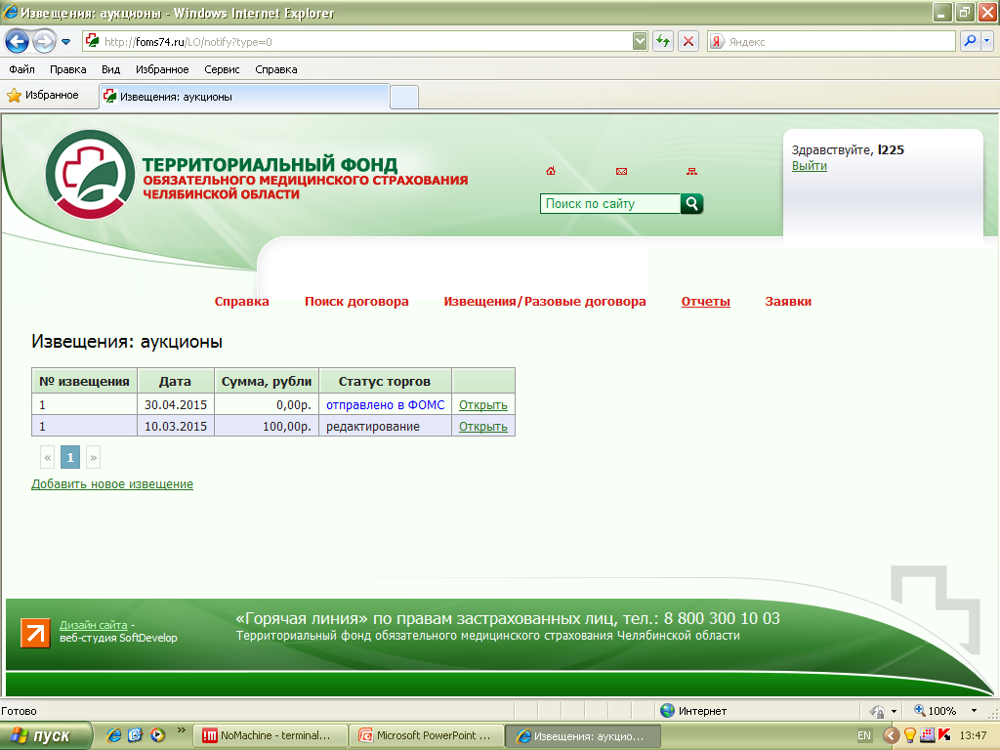 Извещения: аукционы - Windows Internet Explorer
http://foms74.ru/LO/notify?type=0
Яндекс
Файл Правка Вид Избранное Сервис Справка
Избранное
Извещения: аукционы
ТЕРРИТОРИАЛЬНЫЙ ФОНД
ОБЯЗАТЕЛЬНОГО МЕДИЦИНСКОГО СТРАХОВАНИЯ
ЧЕЛЯБИНСКОЙ ОБЛАСТИ
Поиск по сайту
Здравствуйте, l225
Выйти
Справка Поиск договора Извещения/Разовые договора Отчеты Заявки
Извещения: аукционы
№ извещения Дата Сумма, рубли Статус торгов
1 30.04.2015 0,00р. отправлено в ФОМС Открыть
1 10.03.2015 100,00р. редактирование Открыть
« 1 »
Добавить новое извещение
Дизайн сайта -
веб-студия SoftDevelop
«Горячая линия» по правам застрахованных лиц, тел.: 8 800 300 10 03
Территориальный фонд обязательного медицинского страхования Челябинской области
Готово
Интернет
100%
пуск
NoMachine - terminal...
Microsoft PowerPoint ...
Извещения: аукцио...
EN
13:47